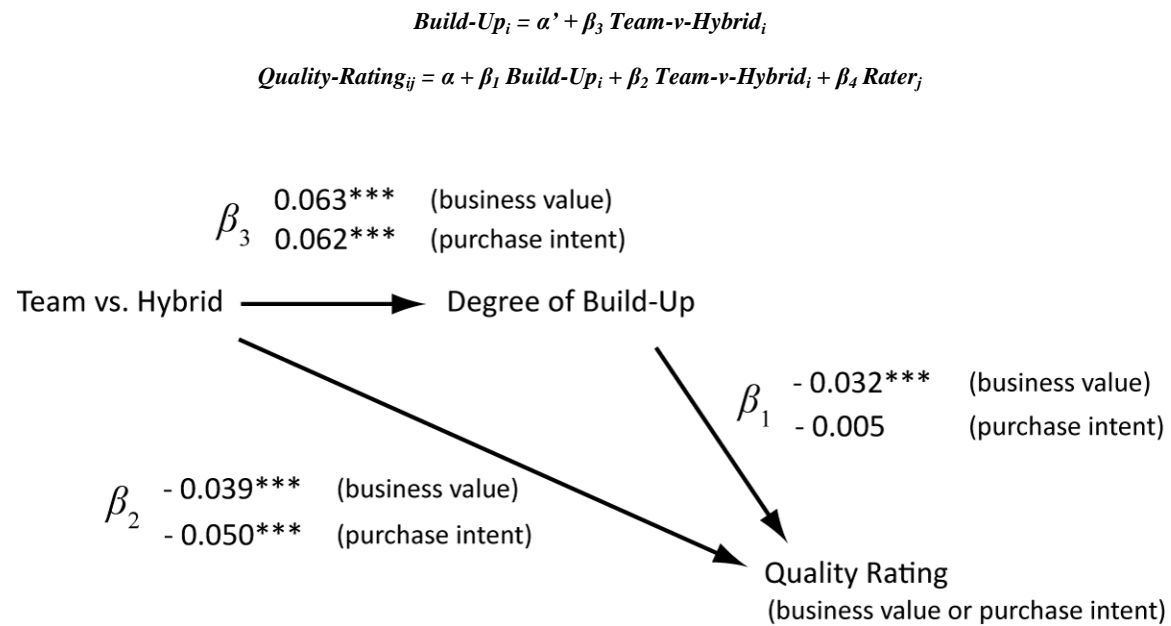 Build-Upᵢ = α’ + β₃ Team-v-Hybridᵢ
Quality-Ratingᵢⱼ = α + β₁ Build-Upᵢ + β₂ Team-v-Hybridᵢ + β₄ Raterⱼ
β₃ 0.063*** (business value)
0.062*** (purchase intent)
Team vs. Hybrid Degree of Build-Up
β₁ - 0.032*** (business value)
- 0.005 (purchase intent)
β₂ - 0.039*** (business value)
- 0.050*** (purchase intent)
Quality Rating
(business value or purchase intent)